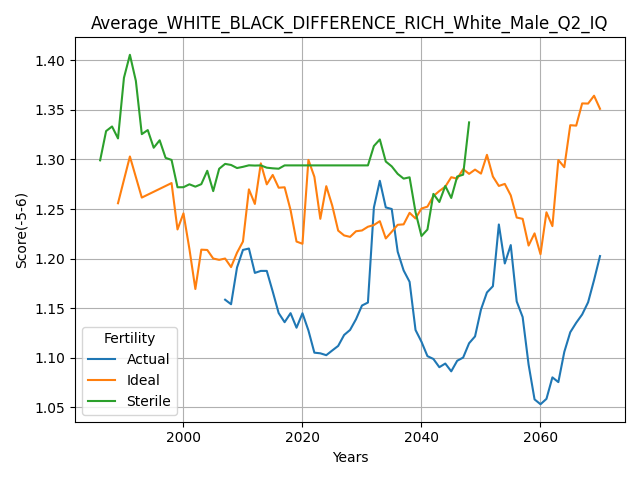 Average_WHITE_BLACK_DIFFERENCE_RICH_White_Male_Q2_IQ
1.40
1.35
1.30
1.25
1.20
1.15
1.10
1.05
Score(-5-6)
Fertility
Actual
Ideal
Sterile
2000 2020 2040 2060
Years